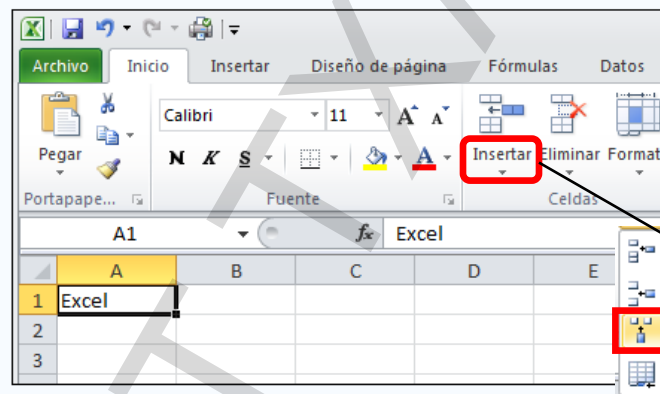 Archivo Inicio Insertar Diseño de página Fórmulas Datos
Calibri 11 A A
Pegar N K S A Insertar Eliminar Format
Portapape... Fuente Celdas
A1 fx Excel
A B C D E
1 Excel
2
3